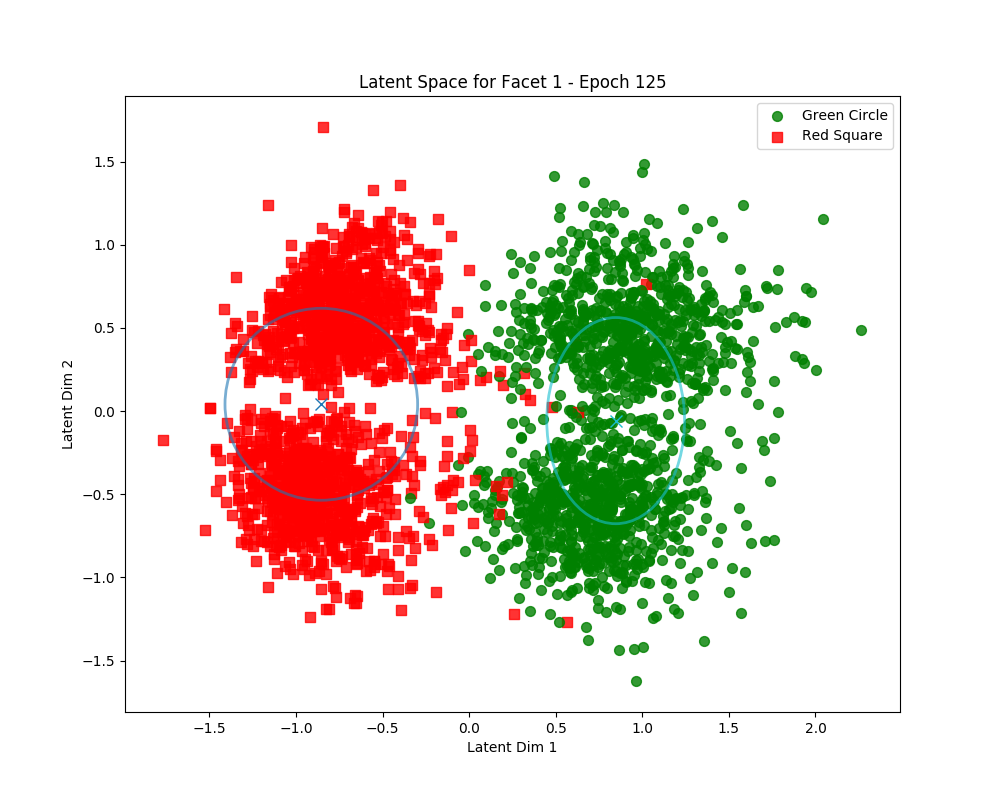 Latent Space for Facet 1 - Epoch 125
Green Circle
Red Square
Latent Dim 2
1.5
1.0
0.5
0.0
−0.5
−1.0
−1.5
−1.5 −1.0 −0.5 0.0 0.5 1.0 1.5 2.0
Latent Dim 1